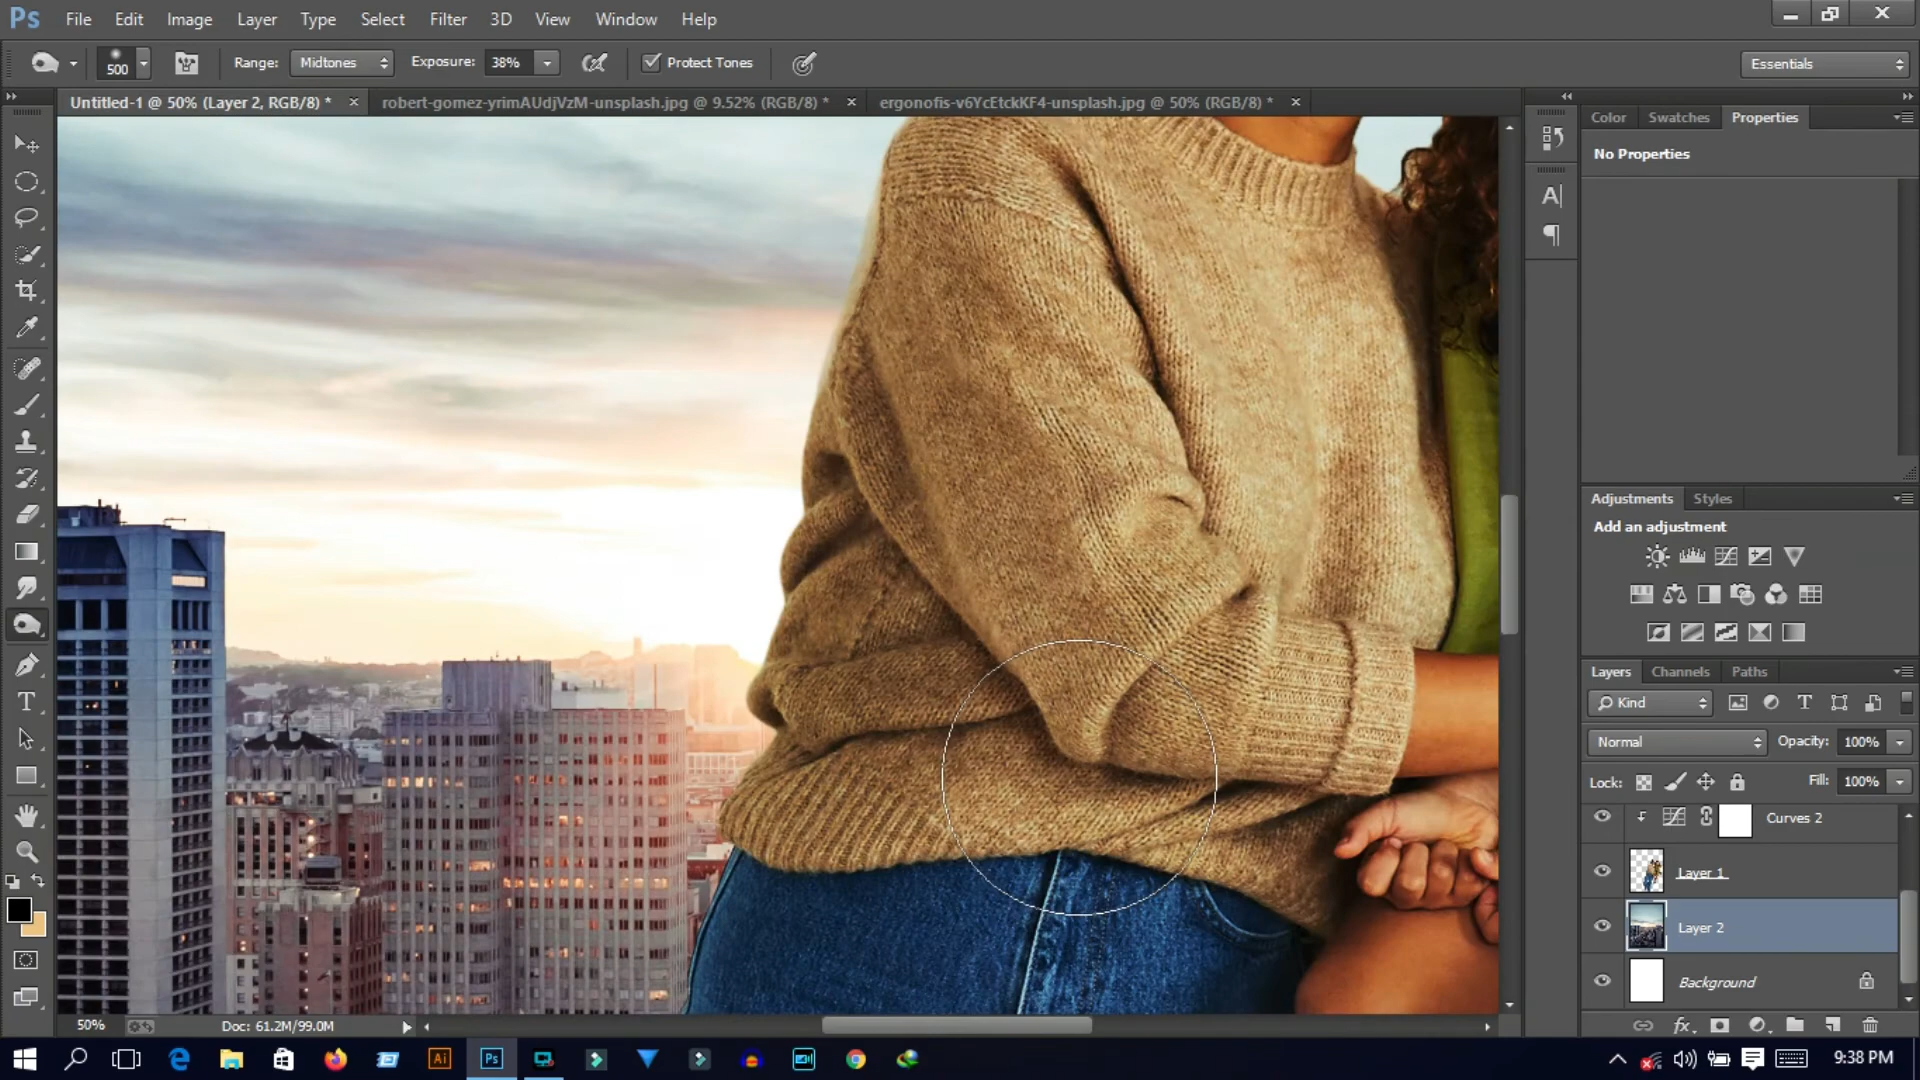 Ps File Edit Image Layer Type Select Filter 3D View Window Help
500 Range: Midtones Exposure: 38% Protect Tones Essentials
Untitled-1 @ 50% (Layer 2, RGB/8) * × robert-gomez-yrimAUdjVzM-unsplash.jpg @ 9.52% (RGB/8) * × ergonofis-v6YcEtckKF4-unsplash.jpg @ 50% (RGB/8) * ×
Color Swatches Properties
No Properties
Adjustments Styles
Add an adjustment
Layers Channels Paths
Kind
Normal Opacity: 100%
Lock: Fill: 100%
Curves 2
Layer 1
Layer 2
Background
50% Doc: 61.2M/99.0M
Ai Ps 9:38 PM